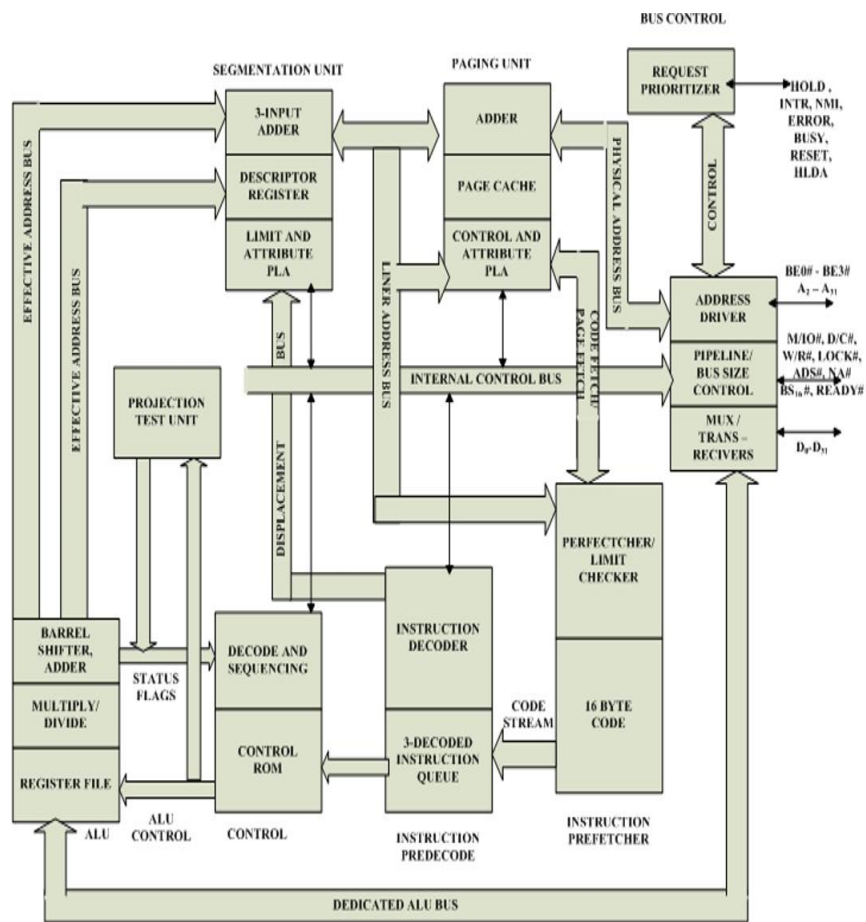 BUS CONTROL
SEGMENTATION UNIT
PAGING UNIT
REQUEST
PRIORITIZER
HOLD ,
INTR, NMI,
ERROR,
BUSY,
RESET,
HLDA
3-INPUT
ADDER
DESCRIPTOR
REGISTER
LIMIT AND
ATTRIBUTE
PLA
ADDER
PAGE CACHE
CONTROL AND
ATTRIBUTE
PLA
EFFECTIVE ADDRESS BUS
EFFECTIVE ADDRESS BUS
LINER ADDRESS BUS
PHYSICAL ADDRESS BUS
CONTROL
CODE FETCH/
PAGE FETCH
DISPLACEMENT BUS
INTERNAL CONTROL BUS
ADDRESS
DRIVER
PIPELINE/
BUS SIZE
CONTROL
MUX /
TRANS –
RECIVERS
BE0# - BE3#
A2 – A31
M/IO#, D/C#,
W/R#, LOCK#,
ADS#, NA#
BS16 #, READY#
D0-D31
PROJECTION
TEST UNIT
BARREL
SHIFTER,
ADDER
MULTIPLY/
DIVIDE
REGISTER FILE
ALU
STATUS
FLAGS
ALU
CONTROL
DECODE AND
SEQUENCING
CONTROL
ROM
CONTROL
INSTRUCTION
DECODER
3-DECODED
INSTRUCTION
QUEUE
INSTRUCTION
PREDECODE
CODE
STREAM
PERFECTCHER/
LIMIT
CHECKER
16 BYTE
CODE
INSTRUCTION
PREFETCHER
DEDICATED ALU BUS